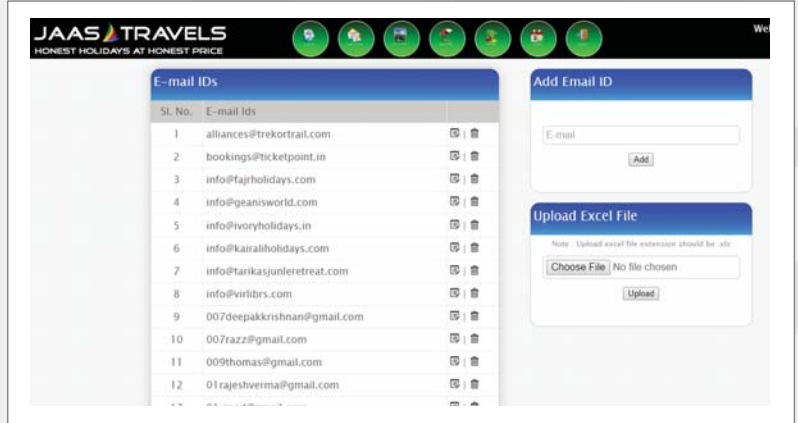 JAAS TRAVELS
HONEST HOLIDAYS AT HONEST PRICE
Wel
E-mail IDs
Sl. No. E-mail Ids
1 alliances@trekortrail.com
2 bookings@ticketpoint.in
3 info@fajrholidays.com
4 info@geanisworld.com
5 info@ivoryholidays.in
6 info@kairaliholidays.com
7 info@tarikasjunleretreat.com
8 info@virlibrs.com
9 007deepakkrishnan@gmail.com
10 007razz@gmail.com
11 009thomas@gmail.com
12 01rajeshverma@gmail.com
Add Email ID
E-mail
Add
Upload Excel File
Note : Upload excel file extension should be .xls
Choose File No file chosen
Upload